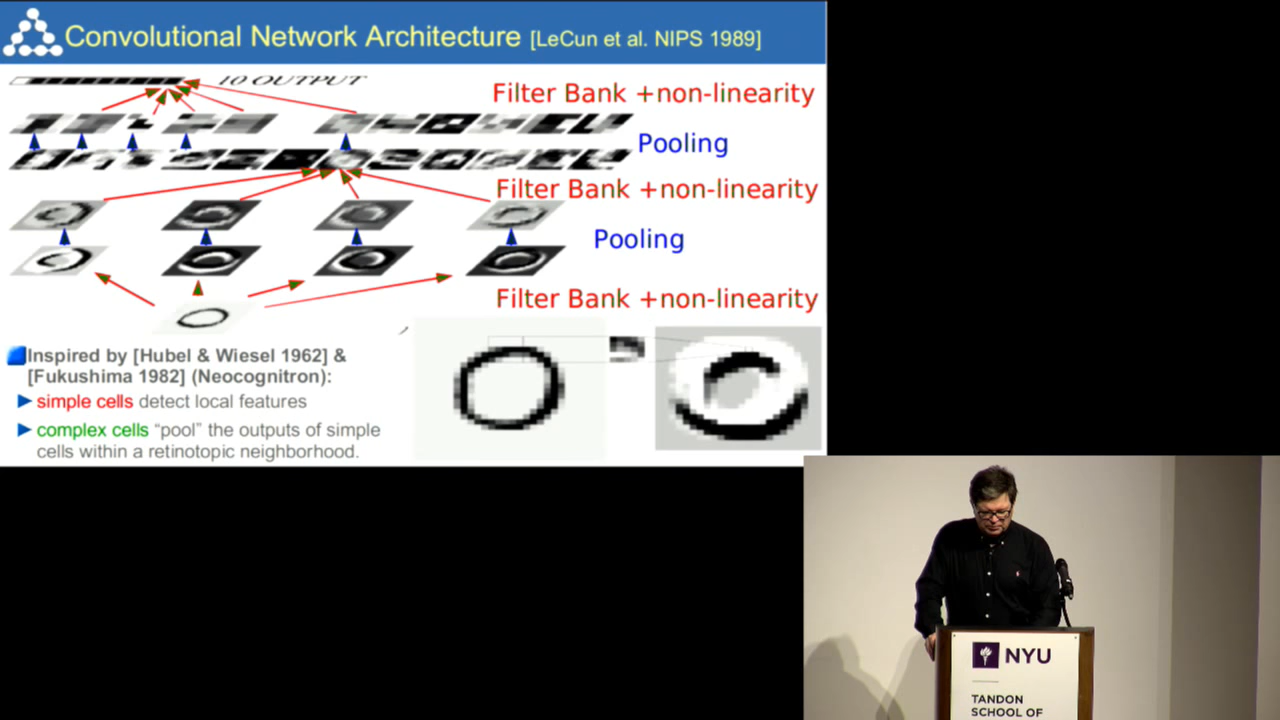 Convolutional Network Architecture [LeCun et al. NIPS 1989]
10 OUTPUT
Filter Bank +non-linearity
Pooling
Filter Bank +non-linearity
Pooling
Filter Bank +non-linearity
Inspired by [Hubel & Wiesel 1962] &
[Fukushima 1982] (Neocognitron):
simple cells detect local features
complex cells “pool” the outputs of simple
cells within a retinotopic neighborhood.
NYU
TANDON
SCHOOL OF